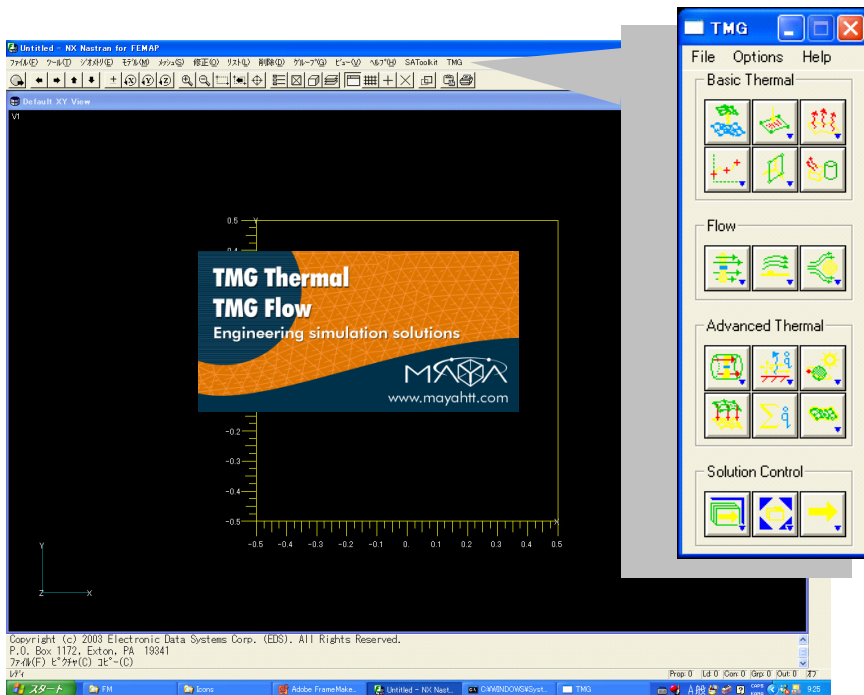 Untitled - NX Nastran for FEMAP
ファイル(F) ツール(T) ジオメトリ(E) モデル(M) メッシュ(S) 修正(O) リスト(L) 削除(D) グループ(G) ビュー(V) ヘルプ(H) SAToolkit TMG
Default XY View
V1
0.5
Y
0.4
TMG Thermal
TMG Flow
Engineering simulation solutions
MAYA
www.mayahtt.com
-0.2
-0.3
-0.4
-0.5
X
-0.5 -0.4 -0.3 -0.2 -0.1 0. 0.1 0.2 0.3 0.4 0.5
Y
Z X
Copyright (c) 2003 Electronic Data Systems Corp. (EDS). All Rights Reserved.
P.O. Box 1172, Exton, PA 19341
ファイル(F) ピクチャ(C) コピー(C)
レディ
Prop: 0 Ld: 0 Con: 0 Grp: 0 Out: 0 オフ
スタート FM Icons Adobe FrameMake.. Untitled - NX Nast.. C:¥WINDOWS¥Syst.. TMG A 般 CAPS 9:25
TMG
File Options Help
Basic Thermal
Flow
Advanced Thermal
Solution Control